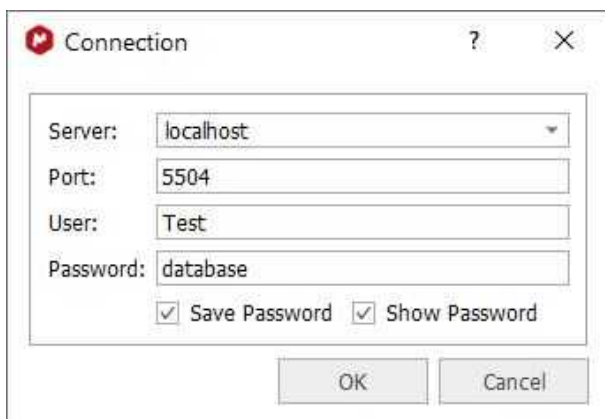 Connection
Server: localhost
Port: 5504
User: Test
Password: database
Save Password Show Password
OK Cancel